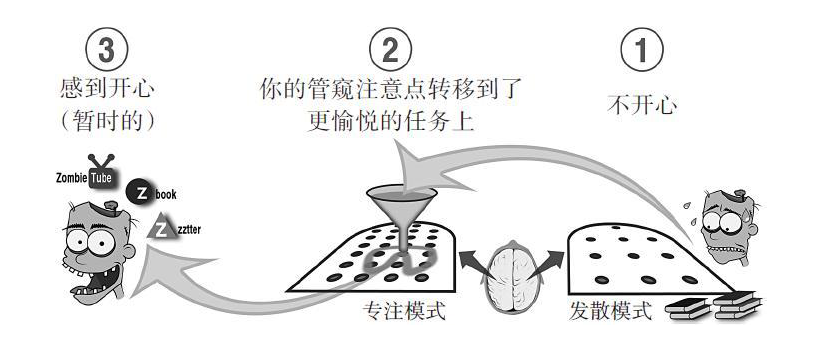 ③
感到开心
（暂时的）
②
你的管窥注意点转移到了
更愉悦的任务上
①
不开心
Zombie Tube
Z book
Z zztter
专注模式
发散模式